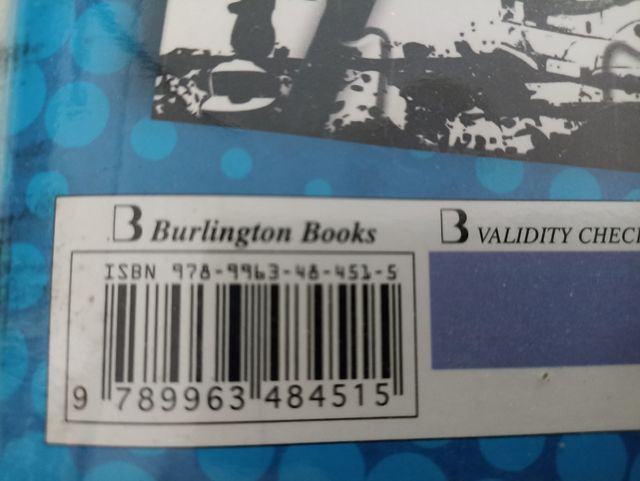 B Burlington Books
B VALIDITY CHEC
ISBN 978-9963-48-451-5
9 789963 484515